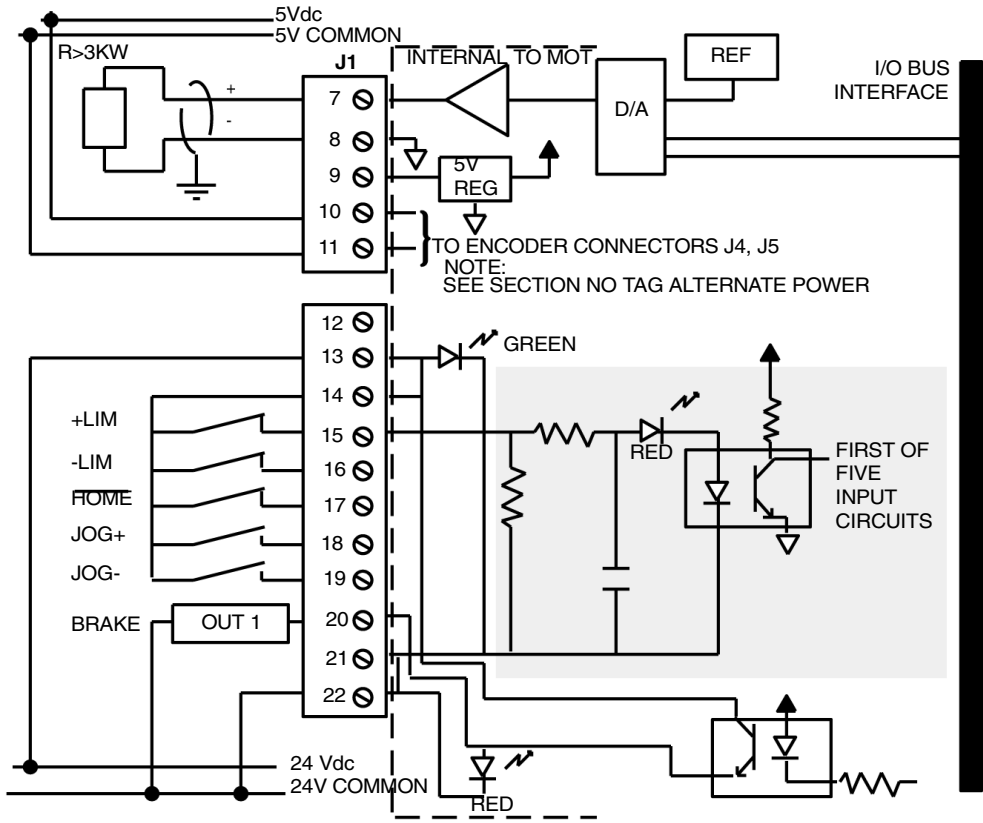 5Vdc
5V COMMON
R>3KW
J1
INTERNAL TO MOT
REF
I/O BUS
INTERFACE
+
-
7
8
9
10
11
D/A
5V
REG
TO ENCODER CONNECTORS J4, J5
NOTE:
SEE SECTION NO TAG ALTERNATE POWER
12
13
14
15
16
17
18
19
20
21
22
GREEN
+LIM
-LIM
HOME
JOG+
JOG-
BRAKE
OUT 1
RED
FIRST OF
FIVE
INPUT
CIRCUITS
24 Vdc
24V COMMON
RED